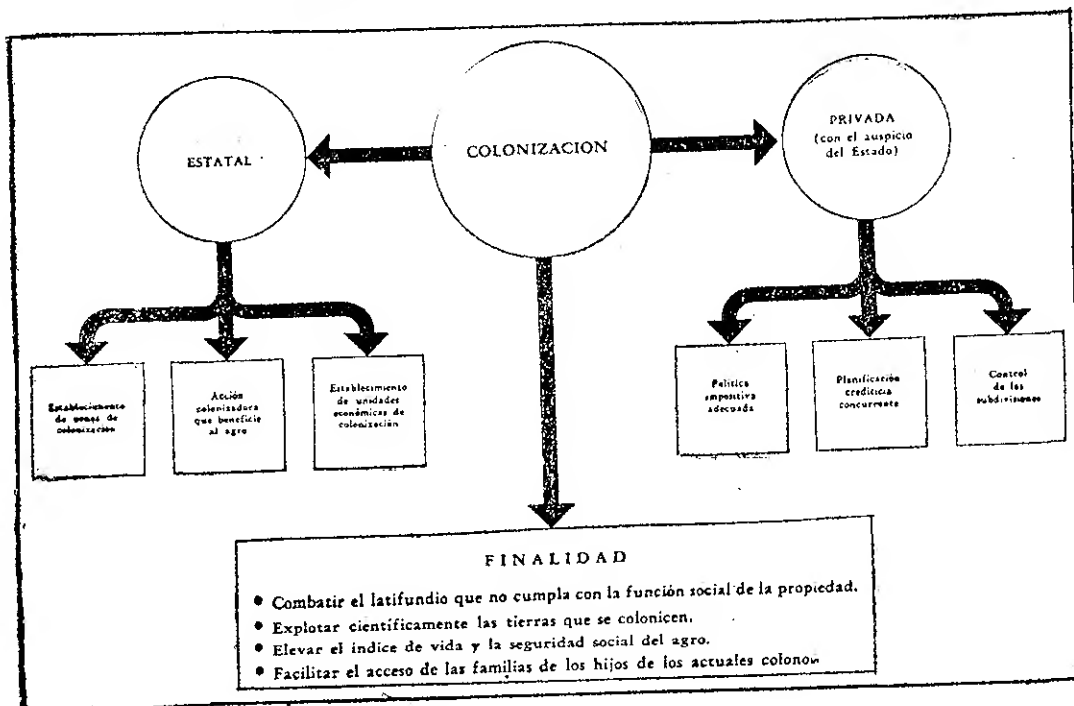 COLONIZACION
ESTATAL
PRIVADA
(con el auspicio
del Estado)
Establecimiento
de zonas de
colonización
Acción
colonizadora
que beneficie
al agro
Establecimiento
de unidades
económicas de
colonización
Política
impositiva
adecuada
Planificación
crediticia
concurrente
Control
de las
subdivisiones
FINALIDAD
• Combatir el latifundio que no cumpla con la función social de la propiedad.
• Explotar científicamente las tierras que se colonicen.
• Elevar el índice de vida y la seguridad social del agro.
• Facilitar el acceso de las familias de los hijos de los actuales colonos